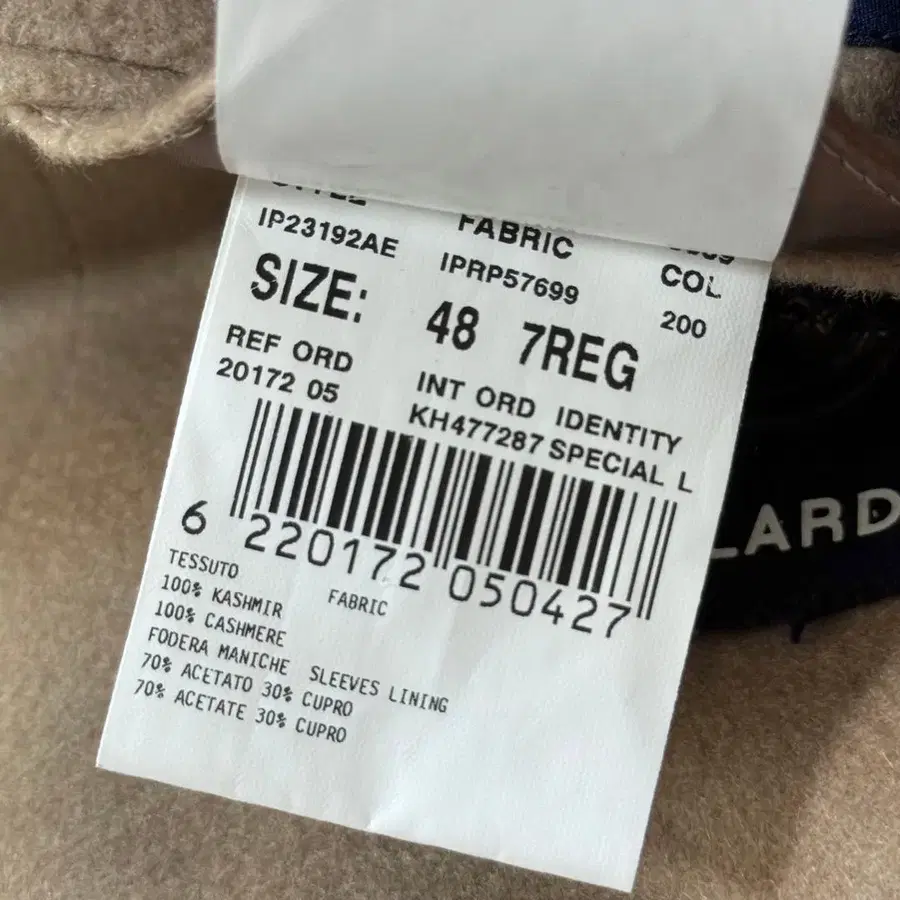 FABRIC
COL
IP23192AE IPRP57699 200
SIZE: 48 7REG
REF ORD INT ORD IDENTITY
20172 05 KH477287 SPECIAL L
6 220172 050427
TESSUTO FABRIC
100% KASHMIR
100% CASHMERE
FODERA MANICHE SLEEVES LINING
70% ACETATO 30% CUPRO
70% ACETATE 30% CUPRO
LARD